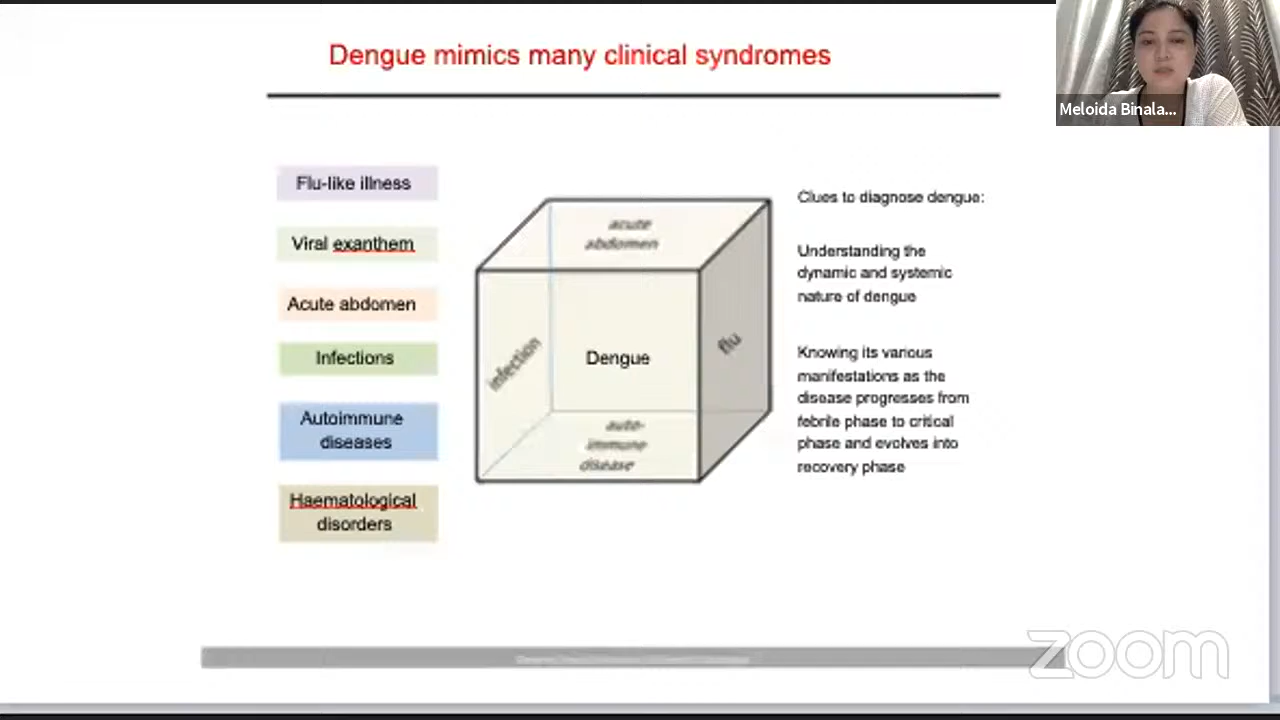 Dengue mimics many clinical syndromes
Meloida Binala...
Flu-like illness
Viral exanthem
Acute abdomen
Infections
Autoimmune
diseases
Haematological
disorders
acute
abdomen
infection
Dengue
flu
auto-
immune
disease
Clues to diagnose dengue:
Understanding the
dynamic and systemic
nature of dengue
Knowing its various
manifestations as the
disease progresses from
febrile phase to critical
phase and evolves into
recovery phase
zoom